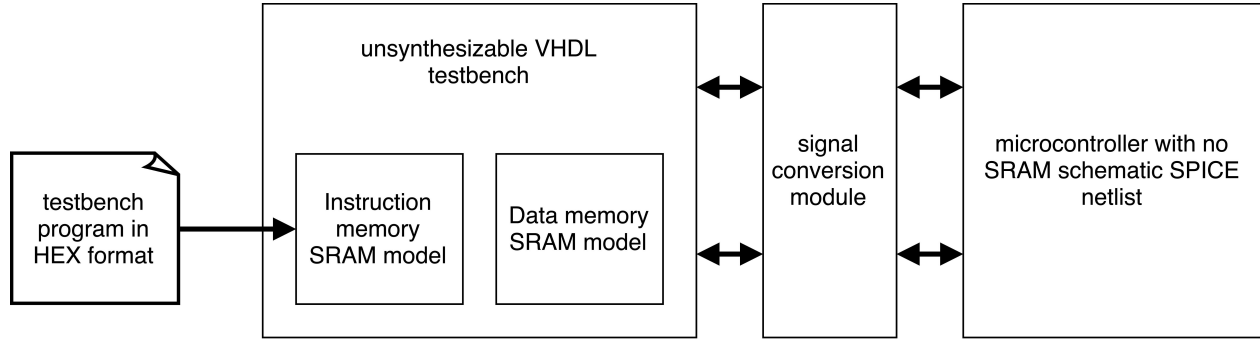 unsynthesizable VHDL
testbench
testbench
program in
HEX format
Instruction
memory
SRAM model
Data memory
SRAM model
signal
conversion
module
microcontroller with no
SRAM schematic SPICE
netlist